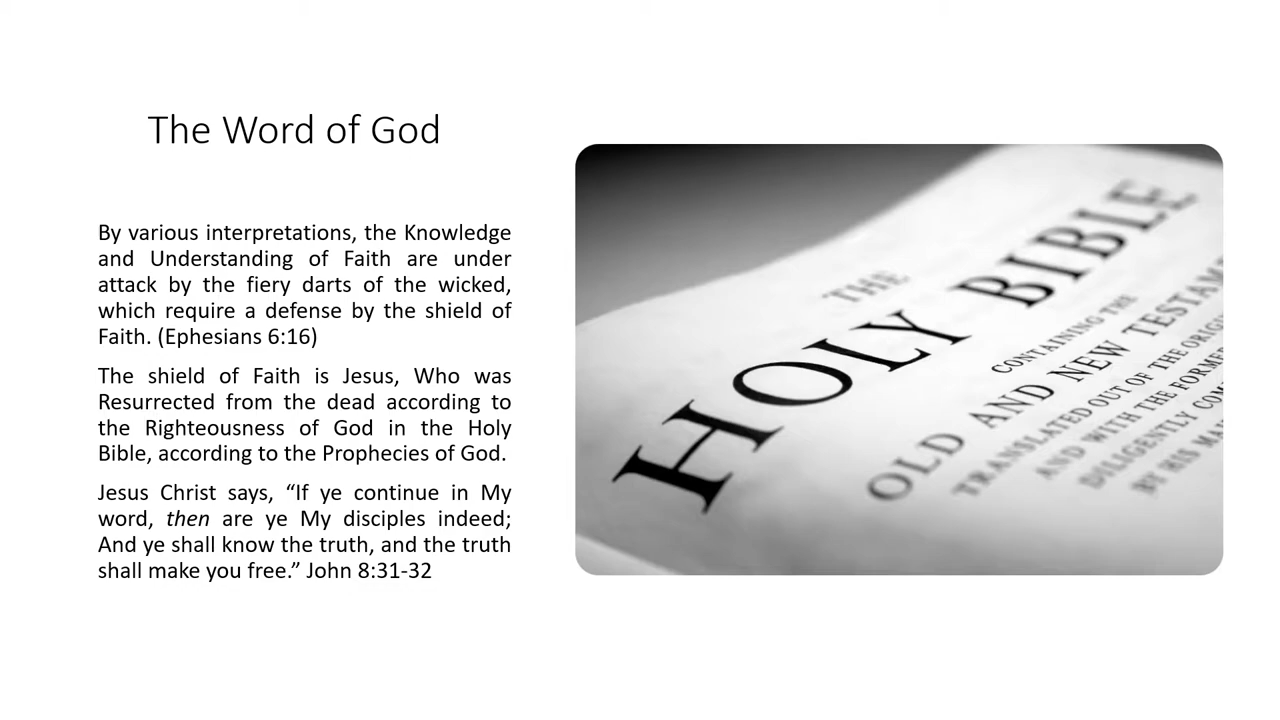 The Word of God
By various interpretations, the Knowledge
and Understanding of Faith are under
attack by the fiery darts of the wicked,
which require a defense by the shield of
Faith. (Ephesians 6:16)
The shield of Faith is Jesus, Who was
Resurrected from the dead according to
the Righteousness of God in the Holy
Bible, according to the Prophecies of God.
Jesus Christ says, “If ye continue in My
word, then are ye My disciples indeed;
And ye shall know the truth, and the truth
shall make you free.” John 8:31-32
THE
HOLY BIBLE
CONTAINING THE
OLD AND NEW
TRANSLATED OUT OF THE
AND WITH THE
DILIGENTLY
BY HIS